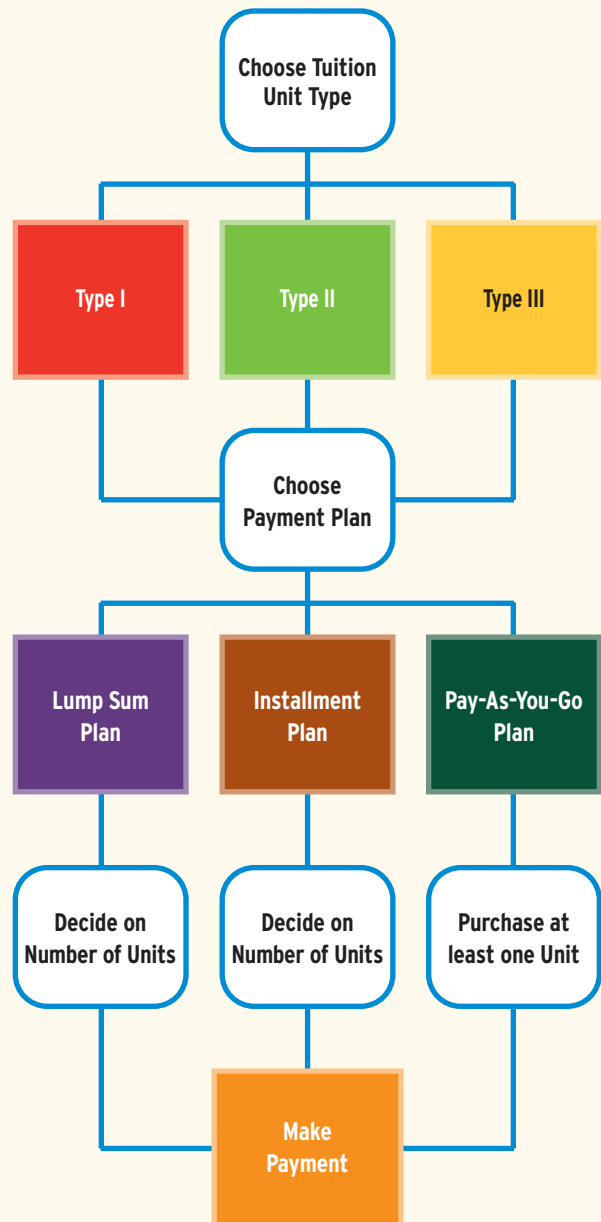 Choose Tuition
Unit Type
Type I
Type II
Type III
Choose
Payment Plan
Lump Sum
Plan
Installment
Plan
Pay-As-You-Go
Plan
Decide on
Number of Units
Decide on
Number of Units
Purchase at
least one Unit
Make
Payment